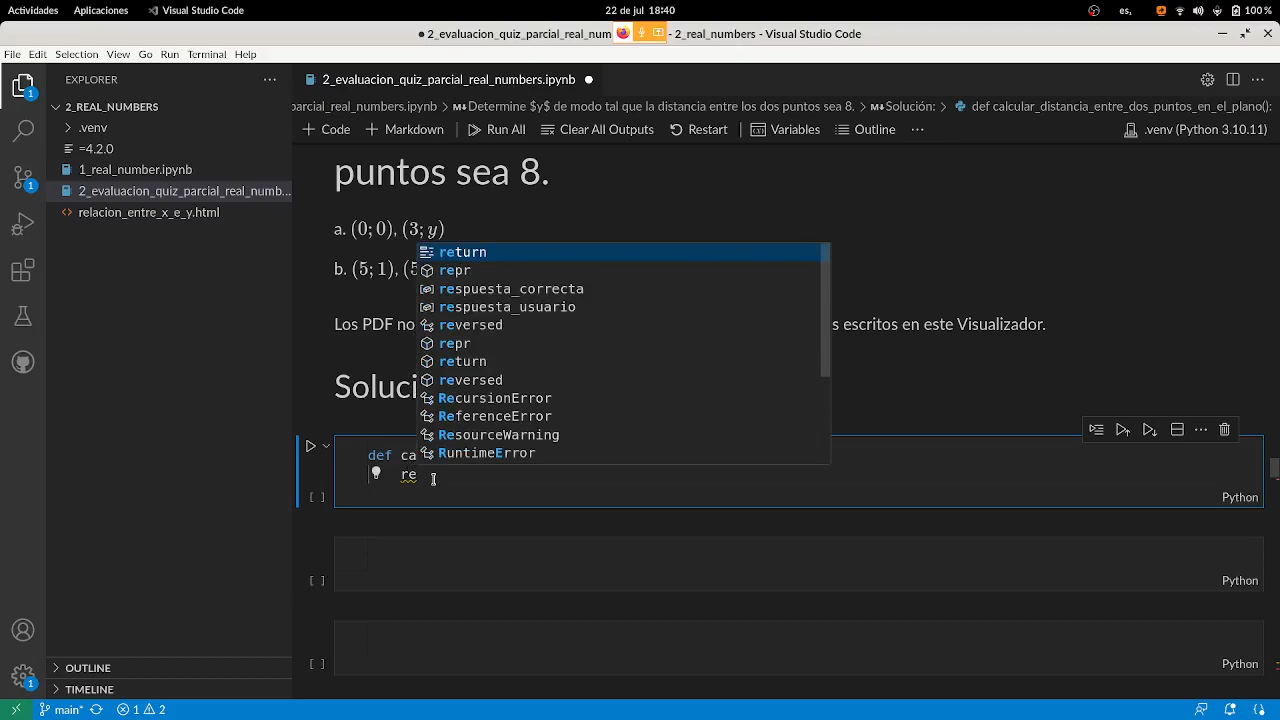 Actividades Aplicaciones Visual Studio Code 22 de jul 18:40 es, 100 %
● 2_evaluacion_quiz_parcial_real_num - 2_real_numbers - Visual Studio Code
File Edit Selection View Go Run Terminal Help
EXPLORER ···
2_REAL_NUMBERS
.venv
=4.2.0
1_real_number.ipynb
2_evaluacion_quiz_parcial_real_numb...
relacion_entre_x_e_y.html
OUTLINE
TIMELINE
2_evaluacion_quiz_parcial_real_numbers.ipynb ●
parcial_real_numbers.ipynb > M↓Determine $y$ de modo tal que la distancia entre los dos puntos sea 8. > M↓Solución: > def calcular_distancia_entre_dos_puntos_en_el_plano():
+ Code + Markdown Run All Clear All Outputs Restart Variables Outline ··· .venv (Python 3.10.11)
puntos sea 8.
a. (0; 0), (3; y)
b. (5; 1), (5
Los PDF no s escritos en este Visualizador.
Soluci
def ca
re
return
repr
respuesta_correcta
respuesta_usuario
reversed
repr
return
reversed
RecursionError
ReferenceError
ResourceWarning
RuntimeError
[ ] Python
[ ] Python
[ ] Python
1
1
1
main* 1 2